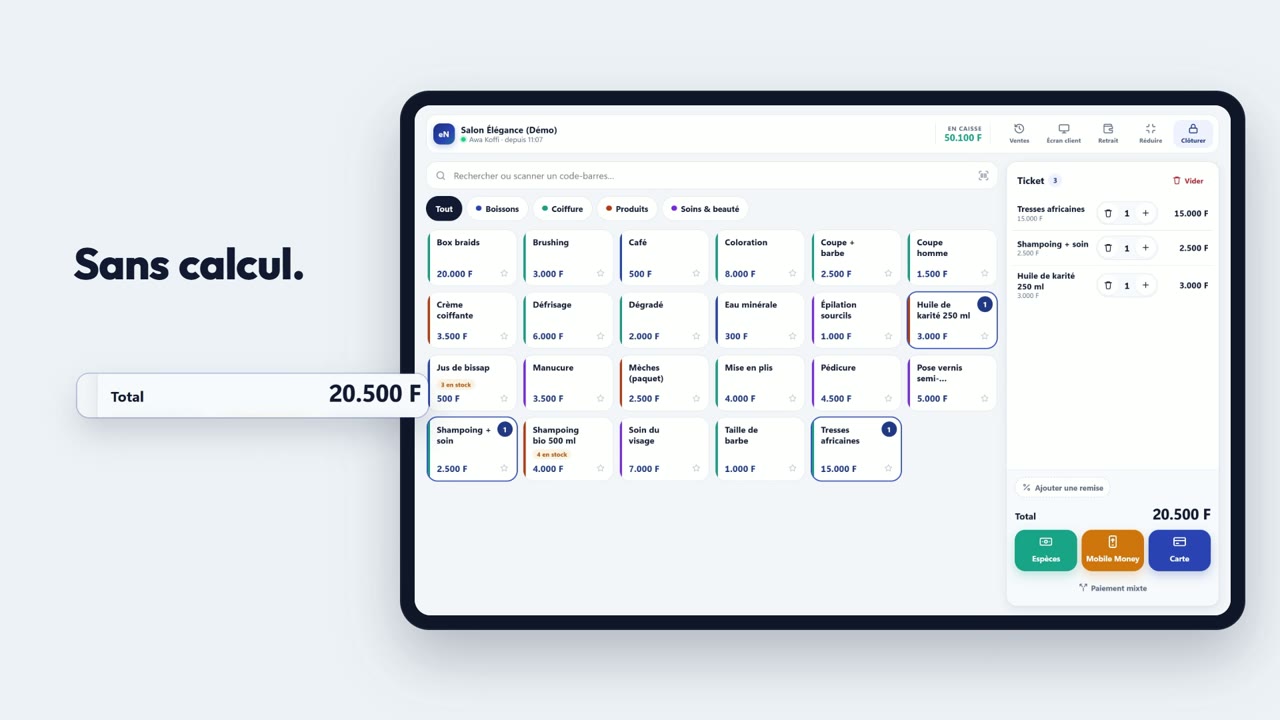 Sans calcul.
Total 20.500 F
eN
Salon Élégance (Démo)
Awa Koffi · depuis 11:07
EN CAISSE
50.100 F
Ventes
Écran client
Retrait
Réduire
Clôturer
Rechercher ou scanner un code-barres...
Tout
Boissons
Coiffure
Produits
Soins & beauté
Box braids
20.000 F
Brushing
3.000 F
Café
500 F
Coloration
8.000 F
Coupe +
barbe
2.500 F
Coupe
homme
1.500 F
Crème
coiffante
3.500 F
Défrisage
6.000 F
Dégradé
2.000 F
Eau minérale
300 F
Épilation
sourcils
1.000 F
Huile de
karité 250 ml
1
3.000 F
Jus de bissap
3 en stock
500 F
Manucure
3.500 F
Mèches
(paquet)
2.500 F
Mise en plis
4.000 F
Pédicure
4.500 F
Pose vernis
semi-...
5.000 F
Shampoing +
soin
1
2.500 F
Shampoing
bio 500 ml
4 en stock
4.000 F
Soin du
visage
7.000 F
Taille de
barbe
1.000 F
Tresses
africaines
1
15.000 F
Ticket 3
Vider
Tresses africaines
15.000 F
1
15.000 F
Shampoing + soin
2.500 F
1
2.500 F
Huile de karité
250 ml
3.000 F
1
3.000 F
Ajouter une remise
Total 20.500 F
Espèces
Mobile Money
Carte
Paiement mixte